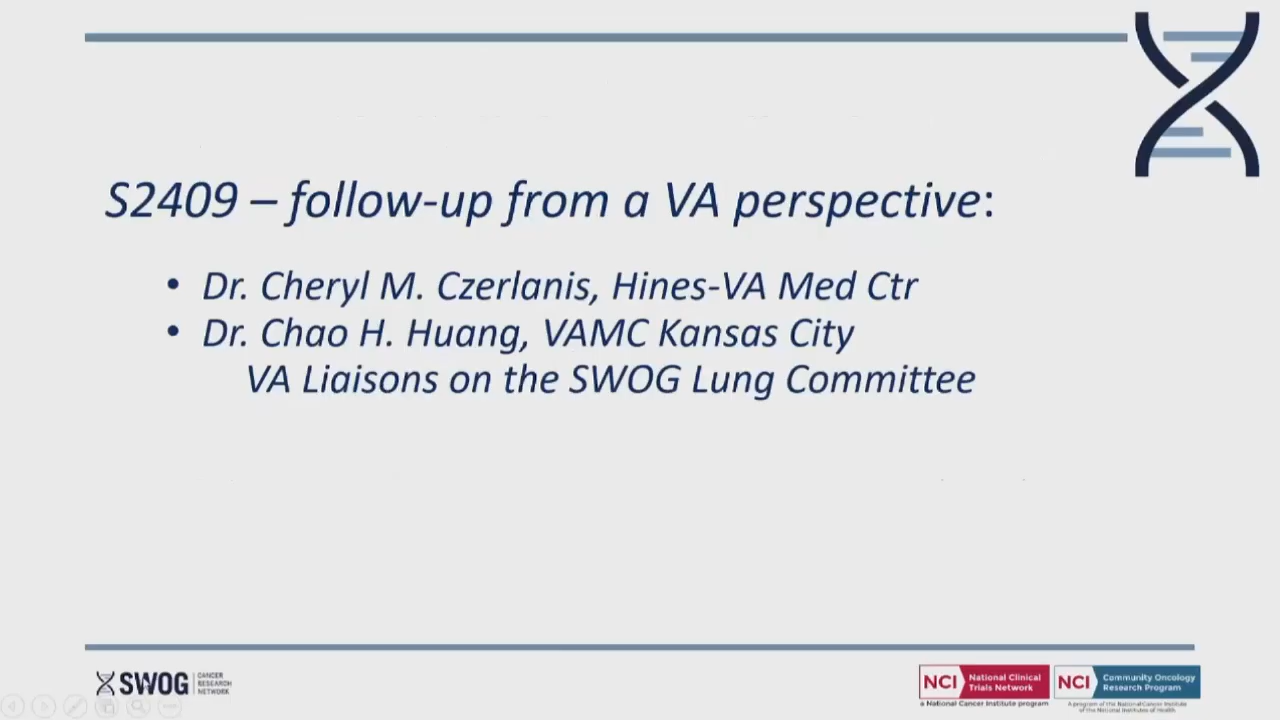 S2409 – follow-up from a VA perspective:
• Dr. Cheryl M. Czerlanis, Hines-VA Med Ctr
• Dr. Chao H. Huang, VAMC Kansas City
VA Liaisons on the SWOG Lung Committee
SWOG CANCER RESEARCH NETWORK
NCI National Clinical Trials Network
a National Cancer Institute program
NCI Community Oncology Research Program
A program of the National Cancer Institute
of the National Institutes of Health